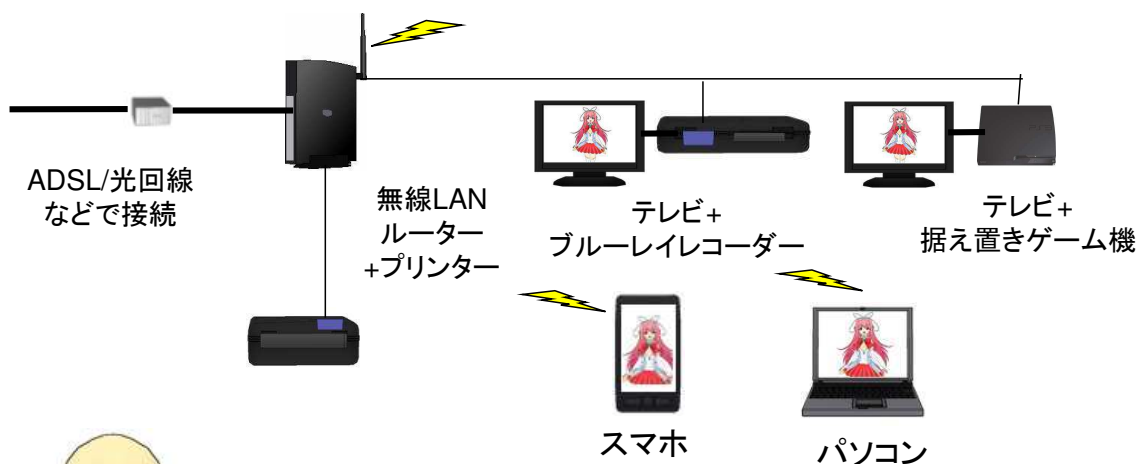 ADSL/光回線
などで接続
無線LAN
ルーター
+プリンター
テレビ+
ブルーレイレコーダー
テレビ+
据え置きゲーム機
スマホ
パソコン